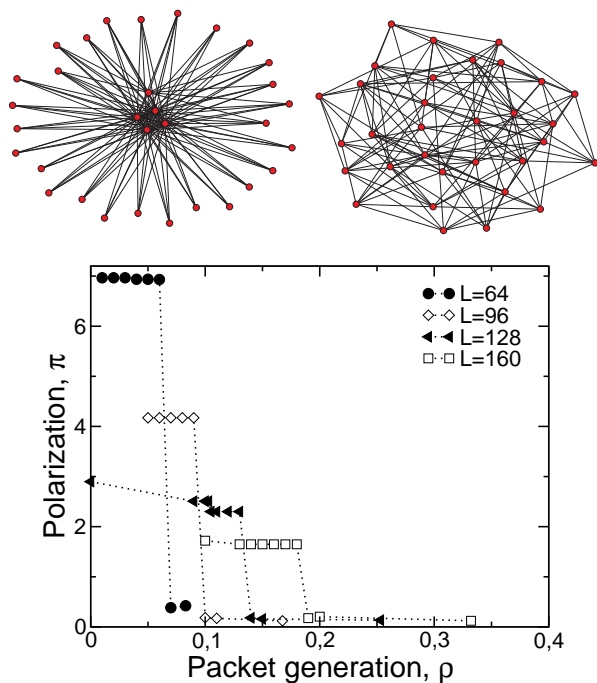 L=64
L=96
L=128
L=160
6
4
2
0
Polarization, π
0 0,1 0,2 0,3 0,4
Packet generation, ρ